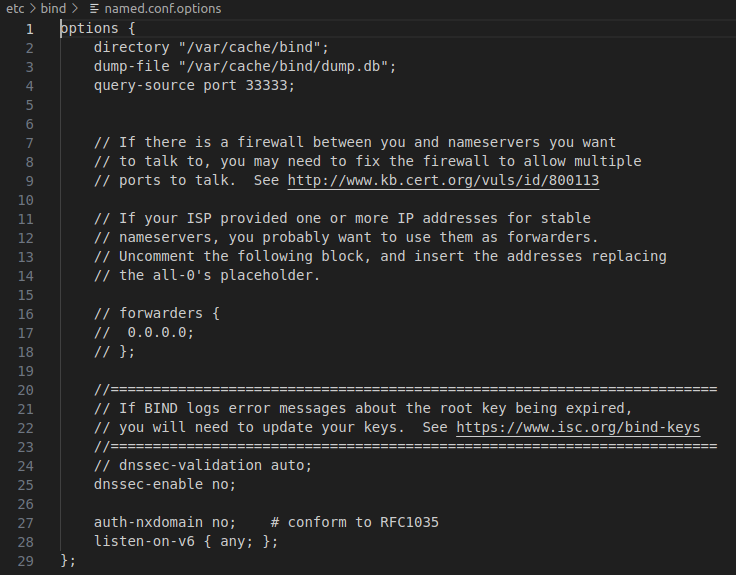 etc > bind > named.conf.options
1 options {
2 directory "/var/cache/bind";
3 dump-file "/var/cache/bind/dump.db";
4 query-source port 33333;
5
6
7 // If there is a firewall between you and nameservers you want
8 // to talk to, you may need to fix the firewall to allow multiple
9 // ports to talk.  See http://www.kb.cert.org/vuls/id/800113
10
11 // If your ISP provided one or more IP addresses for stable
12 // nameservers, you probably want to use them as forwarders.
13 // Uncomment the following block, and insert the addresses replacing
14 // the all-0's placeholder.
15
16 // forwarders {
17 //  0.0.0.0;
18 // };
19
20 //========================================================================
21 // If BIND logs error messages about the root key being expired,
22 // you will need to update your keys.  See https://www.isc.org/bind-keys
23 //========================================================================
24 // dnssec-validation auto;
25 dnssec-enable no;
26
27 auth-nxdomain no;    # conform to RFC1035
28 listen-on-v6 { any; };
29 };